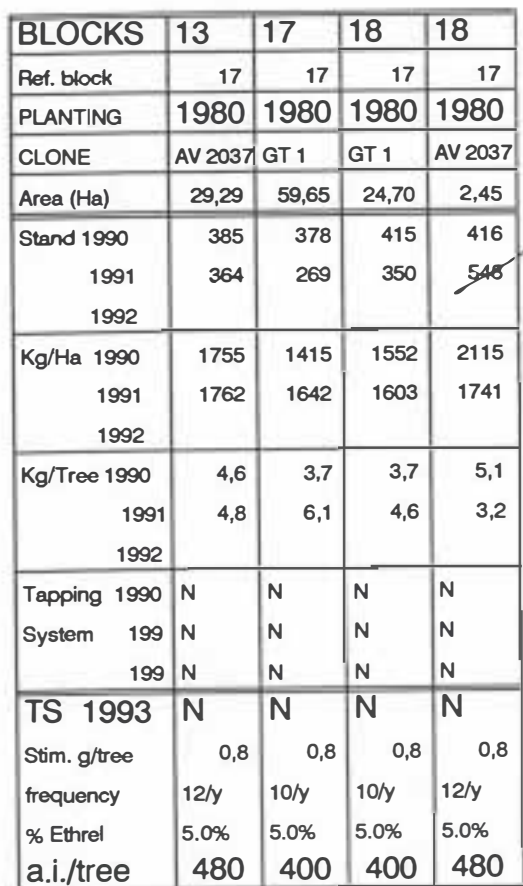 BLOCKS 13 17 18 18
Ref. block 17 17 17 17
PLANTING 1980 1980 1980 1980
CLONE AV 2037 GT 1 GT 1 AV 2037
Area (Ha) 29,29 59,65 24,70 2,45
Stand 1990 385 378 415 416
1991 364 269 350 548
1992
Kg/Ha 1990 1755 1415 1552 2115
1991 1762 1642 1603 1741
1992
Kg/Tree 1990 4,6 3,7 3,7 5,1
1991 4,8 6,1 4,6 3,2
1992
Tapping 1990 N N N N
System 199 N N N N
199 N N N N
TS 1993 N N N N
Stim. g/tree 0,8 0,8 0,8 0,8
frequency 12/y 10/y 10/y 12/y
% Ethrel 5.0% 5.0% 5.0% 5.0%
a.i./tree 480 400 400 480